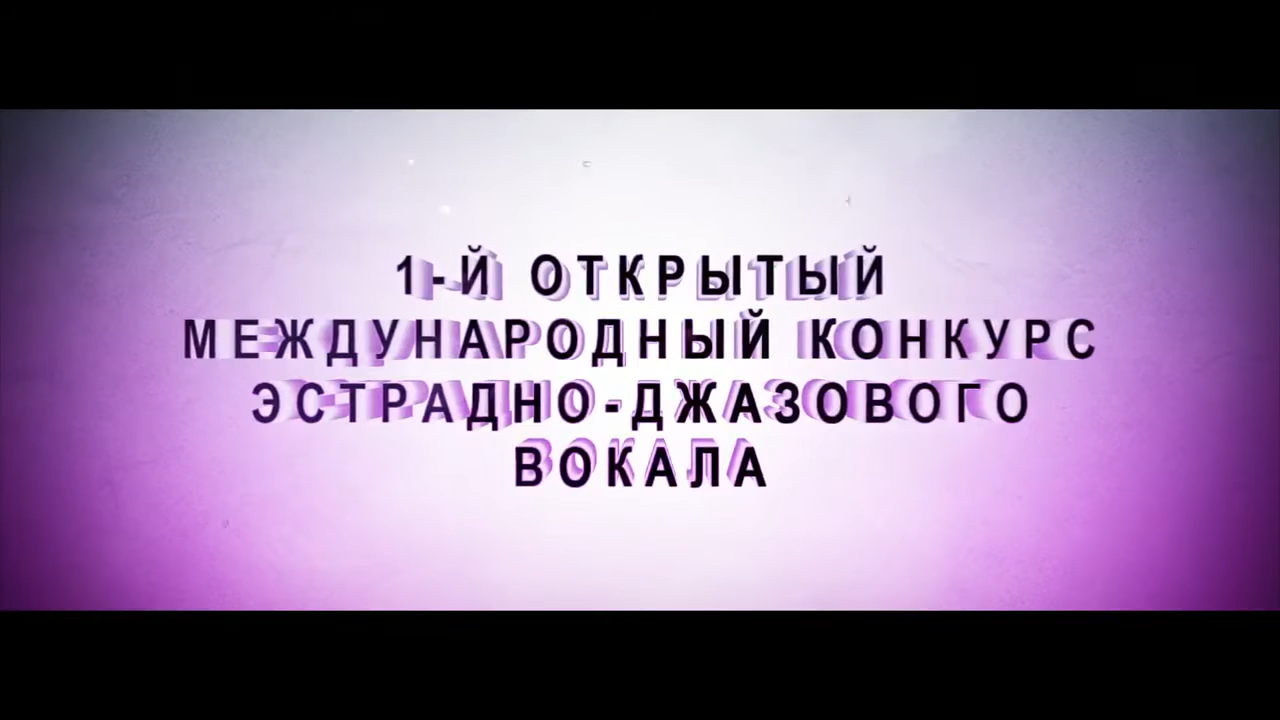 1-Й ОТКРЫТЫЙ
МЕЖДУНАРОДНЫЙ КОНКУРС
ЭСТРАДНО-ДЖАЗОВОГО
ВОКАЛА